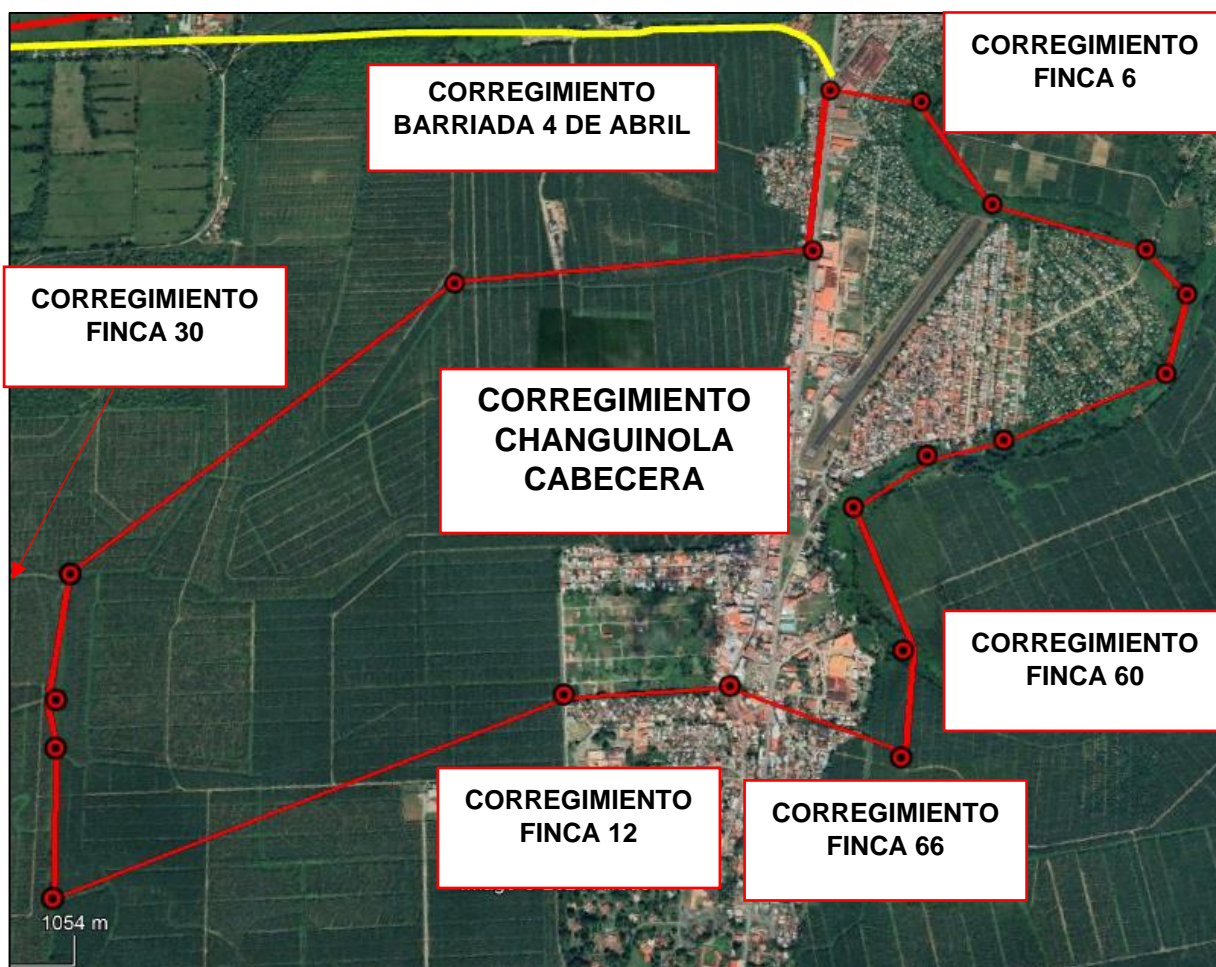 CORREGIMIENTO
FINCA 6
CORREGIMIENTO
BARRIADA 4 DE ABRIL
CORREGIMIENTO
FINCA 30
CORREGIMIENTO
CHANGUINOLA
CABECERA
CORREGIMIENTO
FINCA 60
CORREGIMIENTO
FINCA 12
CORREGIMIENTO
FINCA 66
1054 m